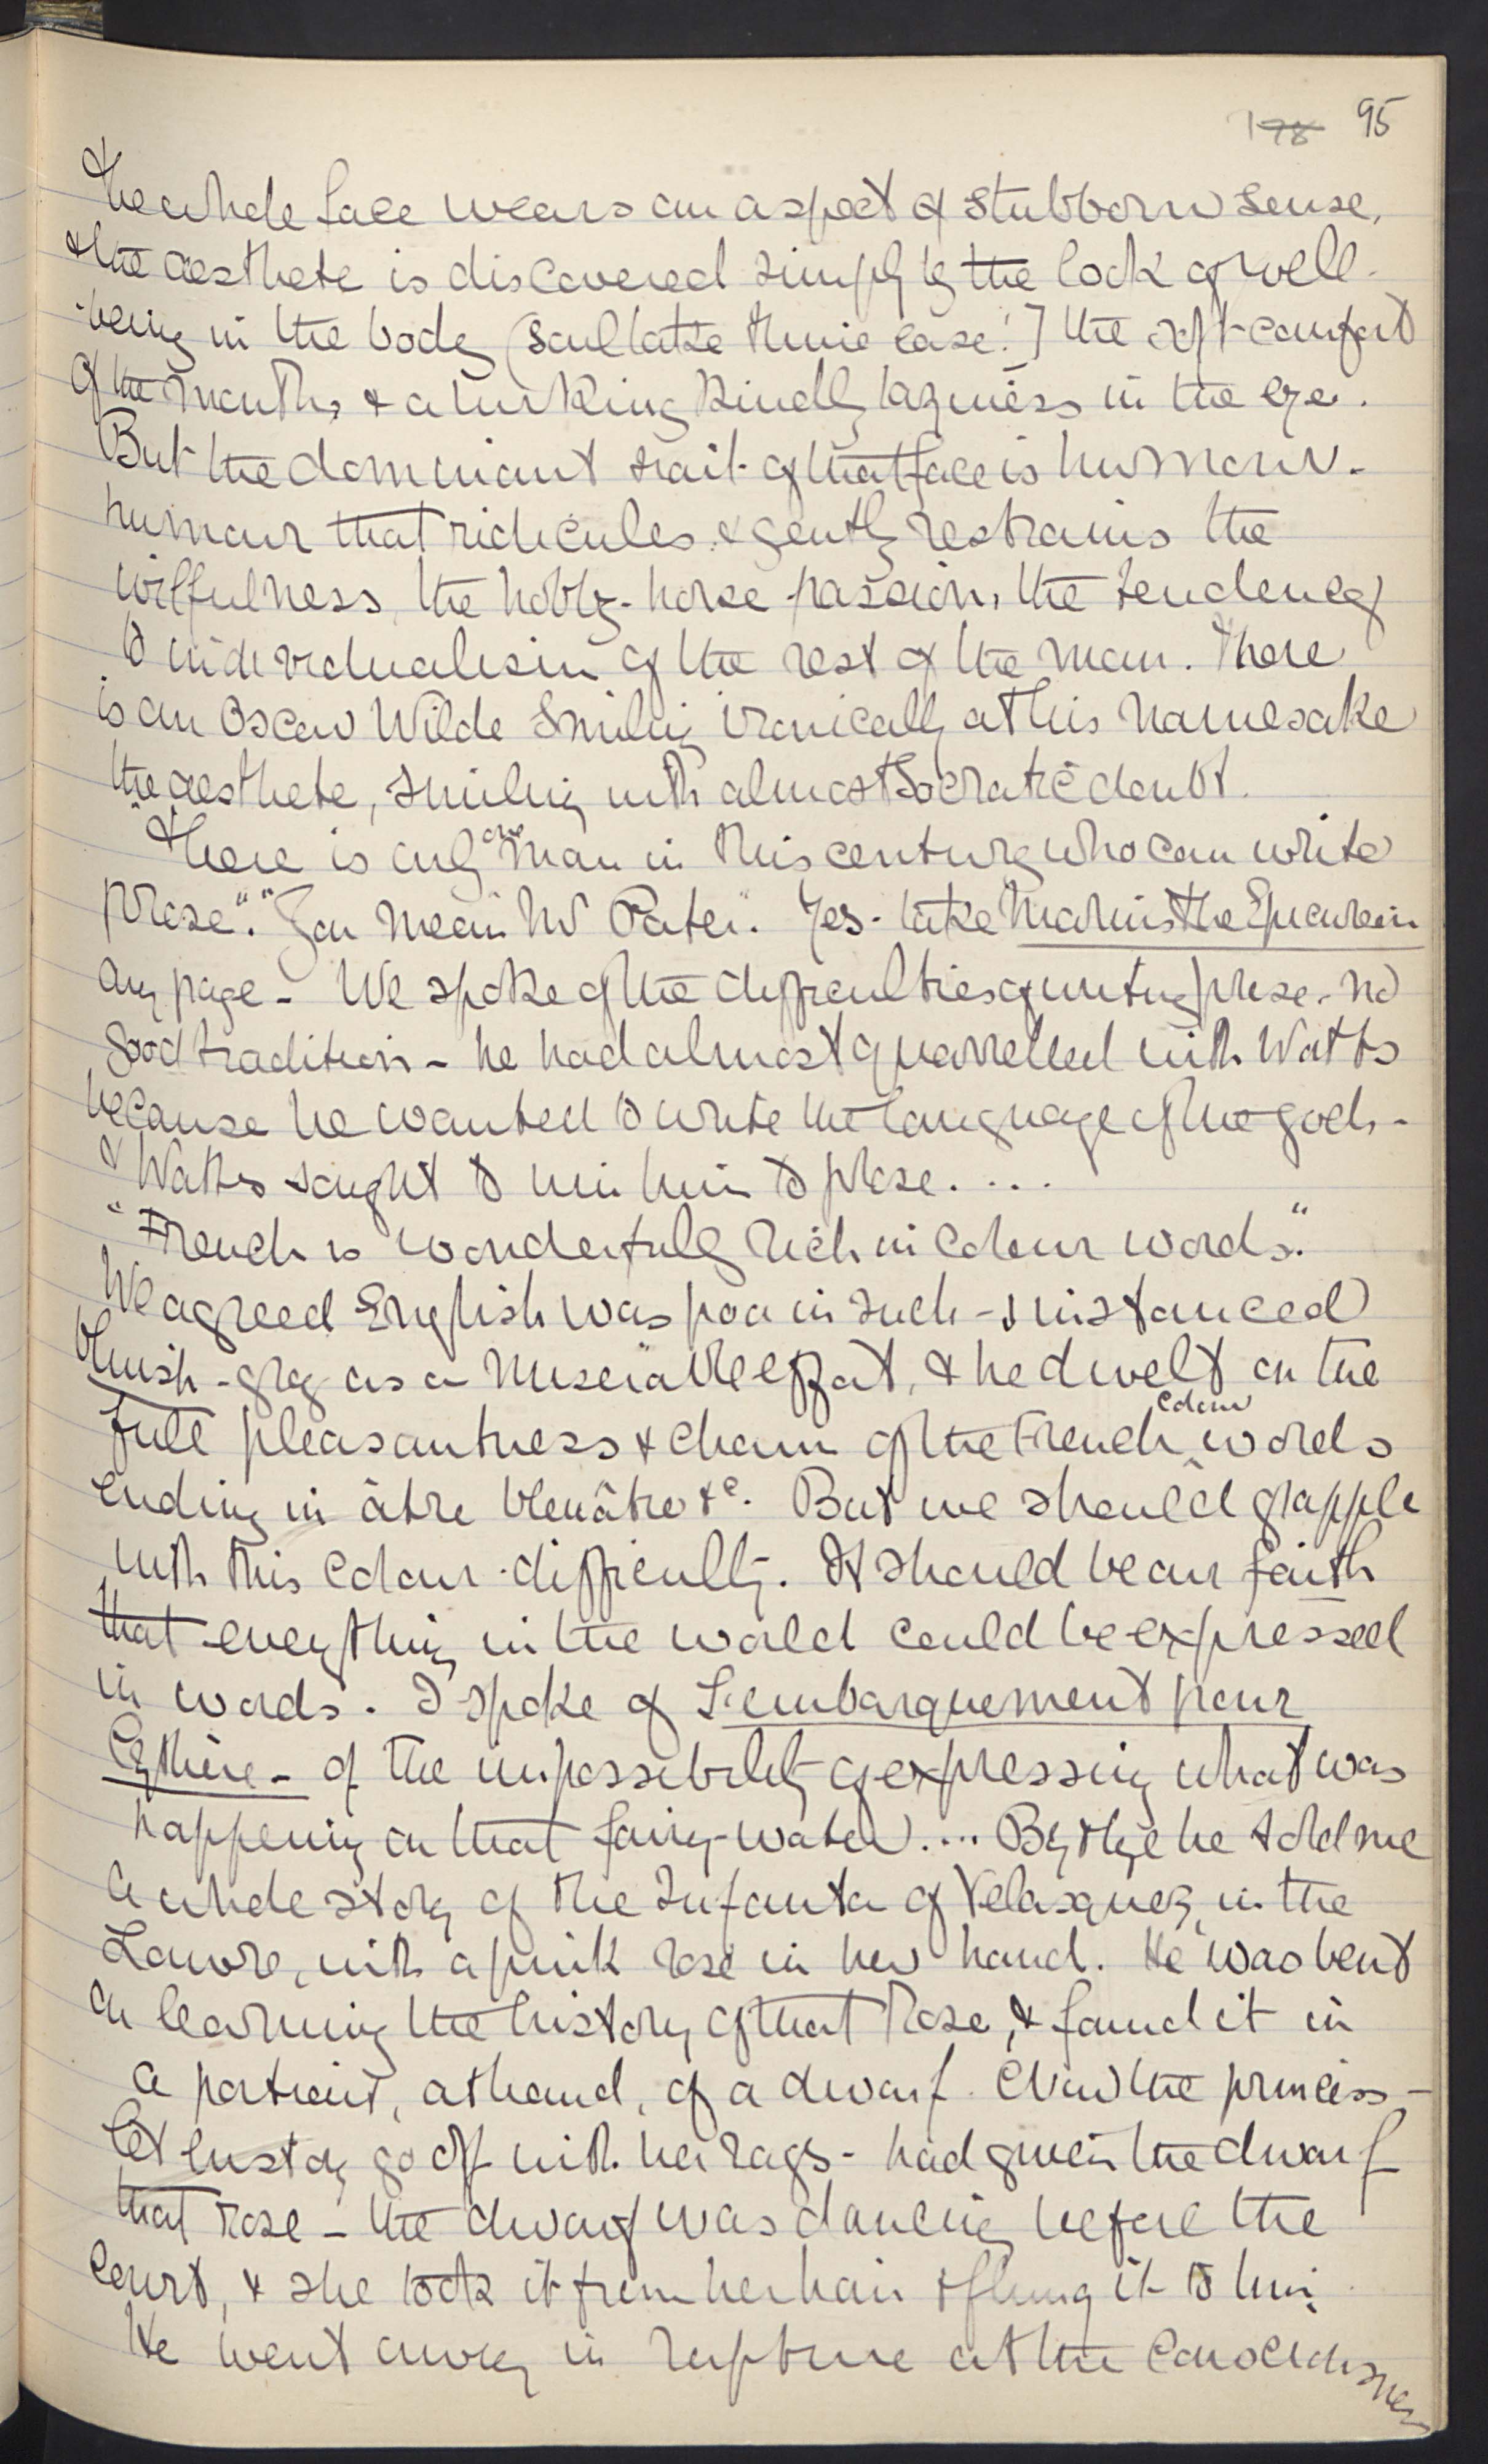 178 95
the whole face wears an aspect of stubborn sense,
& the aesthete is discovered simply by the look of well-
-being in the body (soul take thine ease!] the soft comfort
of the mouth, & a lurking kindly laziness in the eye.
But the dominant trait of that face is humour -
humour that ridicules & gently restrains the
wilfulness, the hobby-horse passion, the tendency
to individualism of the rest of the man. There
is an Oscar Wilde smiling ironically at his namesake
the aesthete, smiling with almost Socratic doubt.
"There is only one man in this century who can write
prose". "You mean Mr Pater". Yes - take Marius the Epicurean
any page - We spoke of the difficulties of writing prose - no
good tradition - he had almost quarrelled with Watts
because he wanted to write the language of the gods -
& Watts sought to win him to prose....
"French is wonderfully rich in colour words".
We agreed English was poor in such - I instanced
bluish-grey as a miserable effort, & he dwelt on the
full pleasantness & charm of the French colour words
ending in âtre bleuâtre &c. But we should grapple
with this colour-difficulty. It should be our faith
that everything in the world could be expressed
in words. I spoke of L'embarquement pour
Cythère - of the impossibility of expressing what was
happening on that fairy-water.... By & bye he told me
a whole story of the Infanta of Velasquez, in the
Louvre, with a pink rose in her hand. He was bent
on learning the history of that rose, & found it in
a portrait, at hand, of a dwarf. Clearly the princess -
let history go off with her rags - had given the dwarf
that rose - the dwarf was dancing before the
court, & she took it from her hair & flung it to him.
He went away in rapture at the consciousness